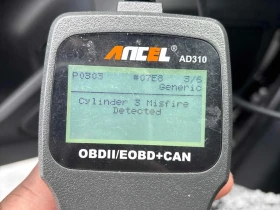 ANCEL
AD310
P0303 #07E8 3/6
Generic
Cylinder 3 Misfire
Detected
OBDII/EOBD+CAN